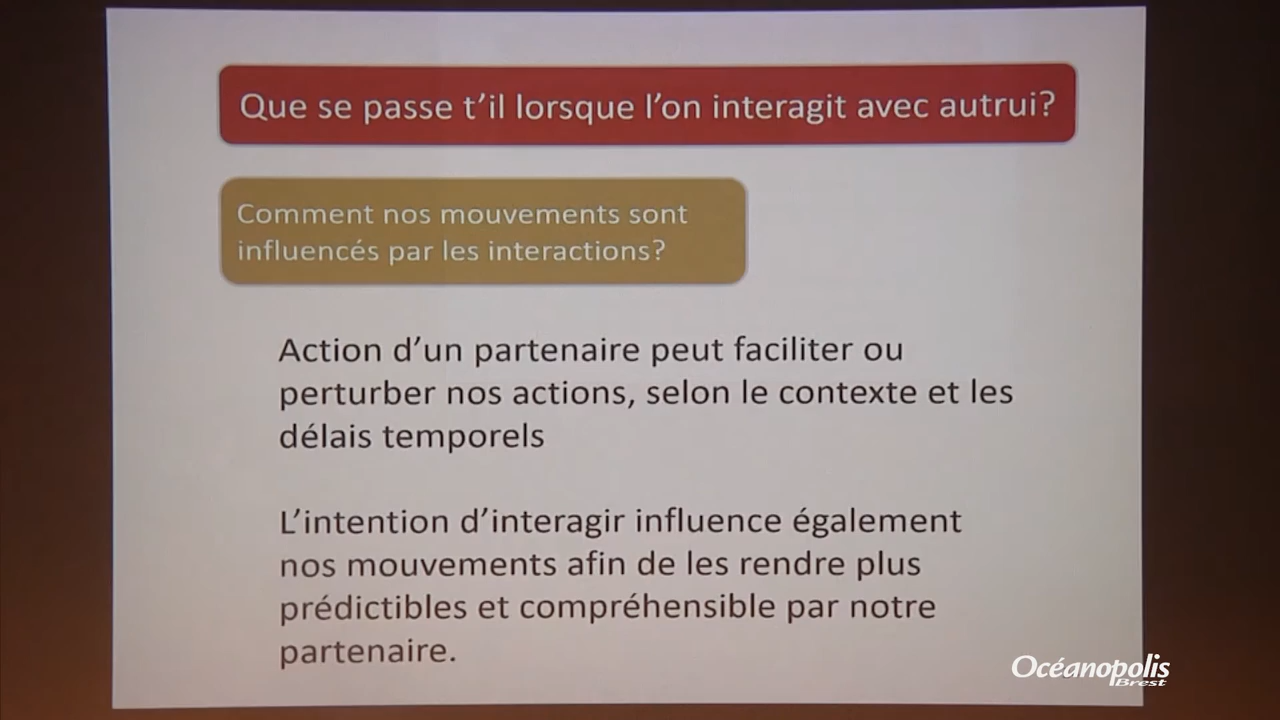 Que se passe t'il lorsque l'on interagit avec autrui?
Comment nos mouvements sont
influencés par les interactions?
Action d'un partenaire peut faciliter ou
perturber nos actions, selon le contexte et les
délais temporels
L'intention d'interagir influence également
nos mouvements afin de les rendre plus
prédictibles et compréhensible par notre
partenaire.
Océanopolis
Brest